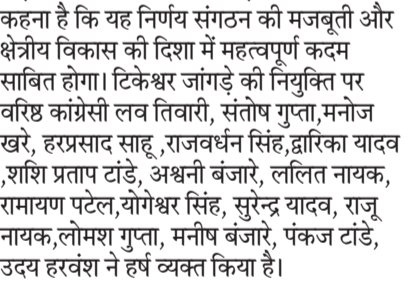 कहना है कि यह निर्णय संगठन की मजबूती और
क्षेत्रीय विकास की दिशा में महत्वपूर्ण कदम
साबित होगा। टिकेश्वर जांगड़े की नियुक्ति पर
वरिष्ठ कांग्रेसी लव तिवारी, संतोष गुप्ता,मनोज
खरे, हरप्रसाद साहू ,राजवर्धन सिंह,द्वारिका यादव
,शशि प्रताप टांडे, अश्वनी बंजारे, ललित नायक,
रामायण पटेल,योगेश्वर सिंह, सुरेन्द्र यादव, राजू
नायक,लोमश गुप्ता, मनीष बंजारे, पंकज टांडे,
उदय हरवंश ने हर्ष व्यक्त किया है।